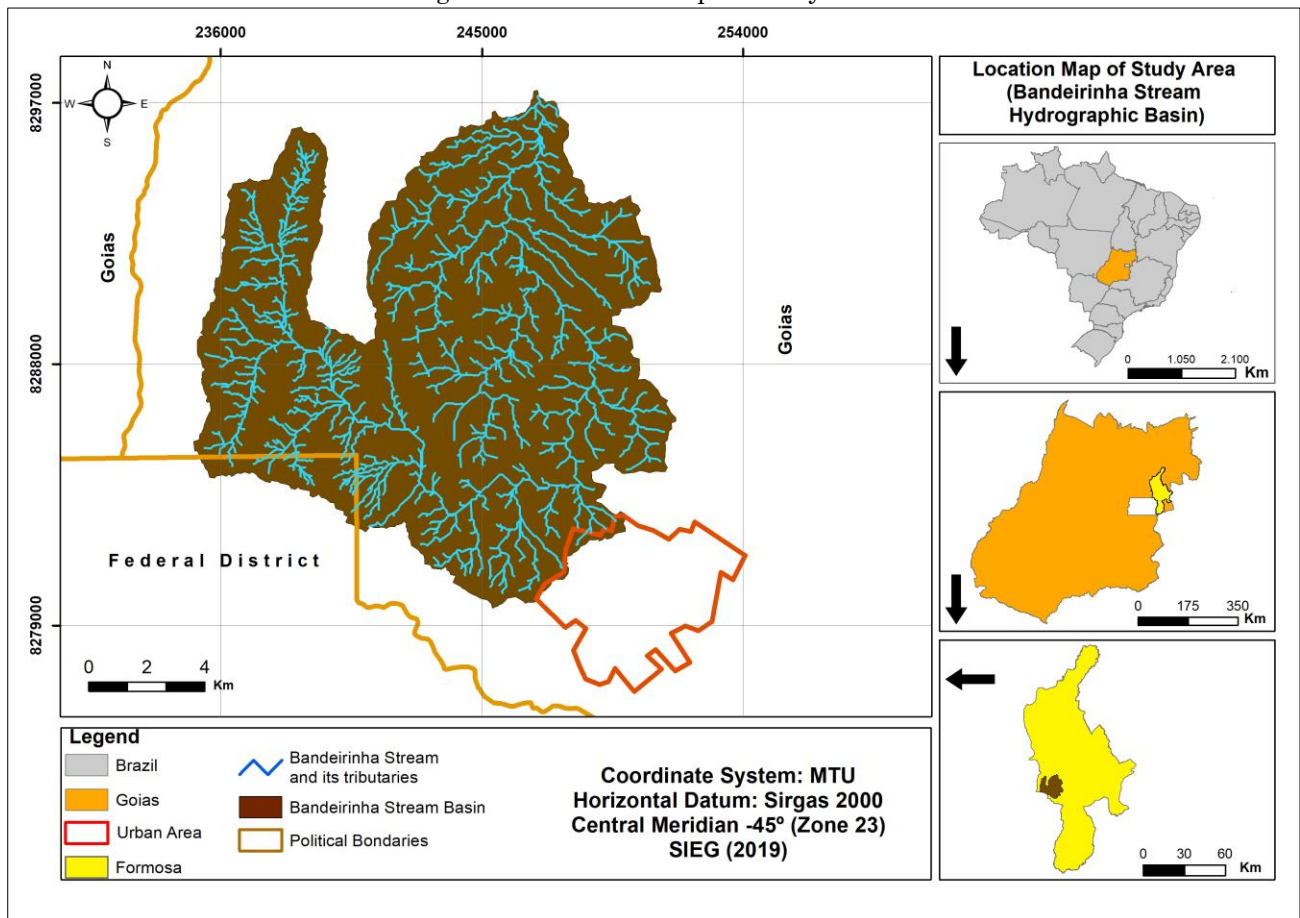 236000
245000
254000
8297000
8288000
8279000
N
W
E
S
Goias
Goias
Federal District
0 2 4
Km
Location Map of Study Area
(Bandeirinha Stream
Hydrographic Basin)
0 1.050 2.100
Km
0 175 350
Km
0 30 60
Km
Legend
Brazil
Goias
Urban Area
Formosa
Bandeirinha Stream
and its tributaries
Bandeirinha Stream Basin
Political Bondaries
Coordinate System: MTU
Horizontal Datum: Sirgas 2000
Central Meridian -45º (Zone 23)
SIEG (2019)